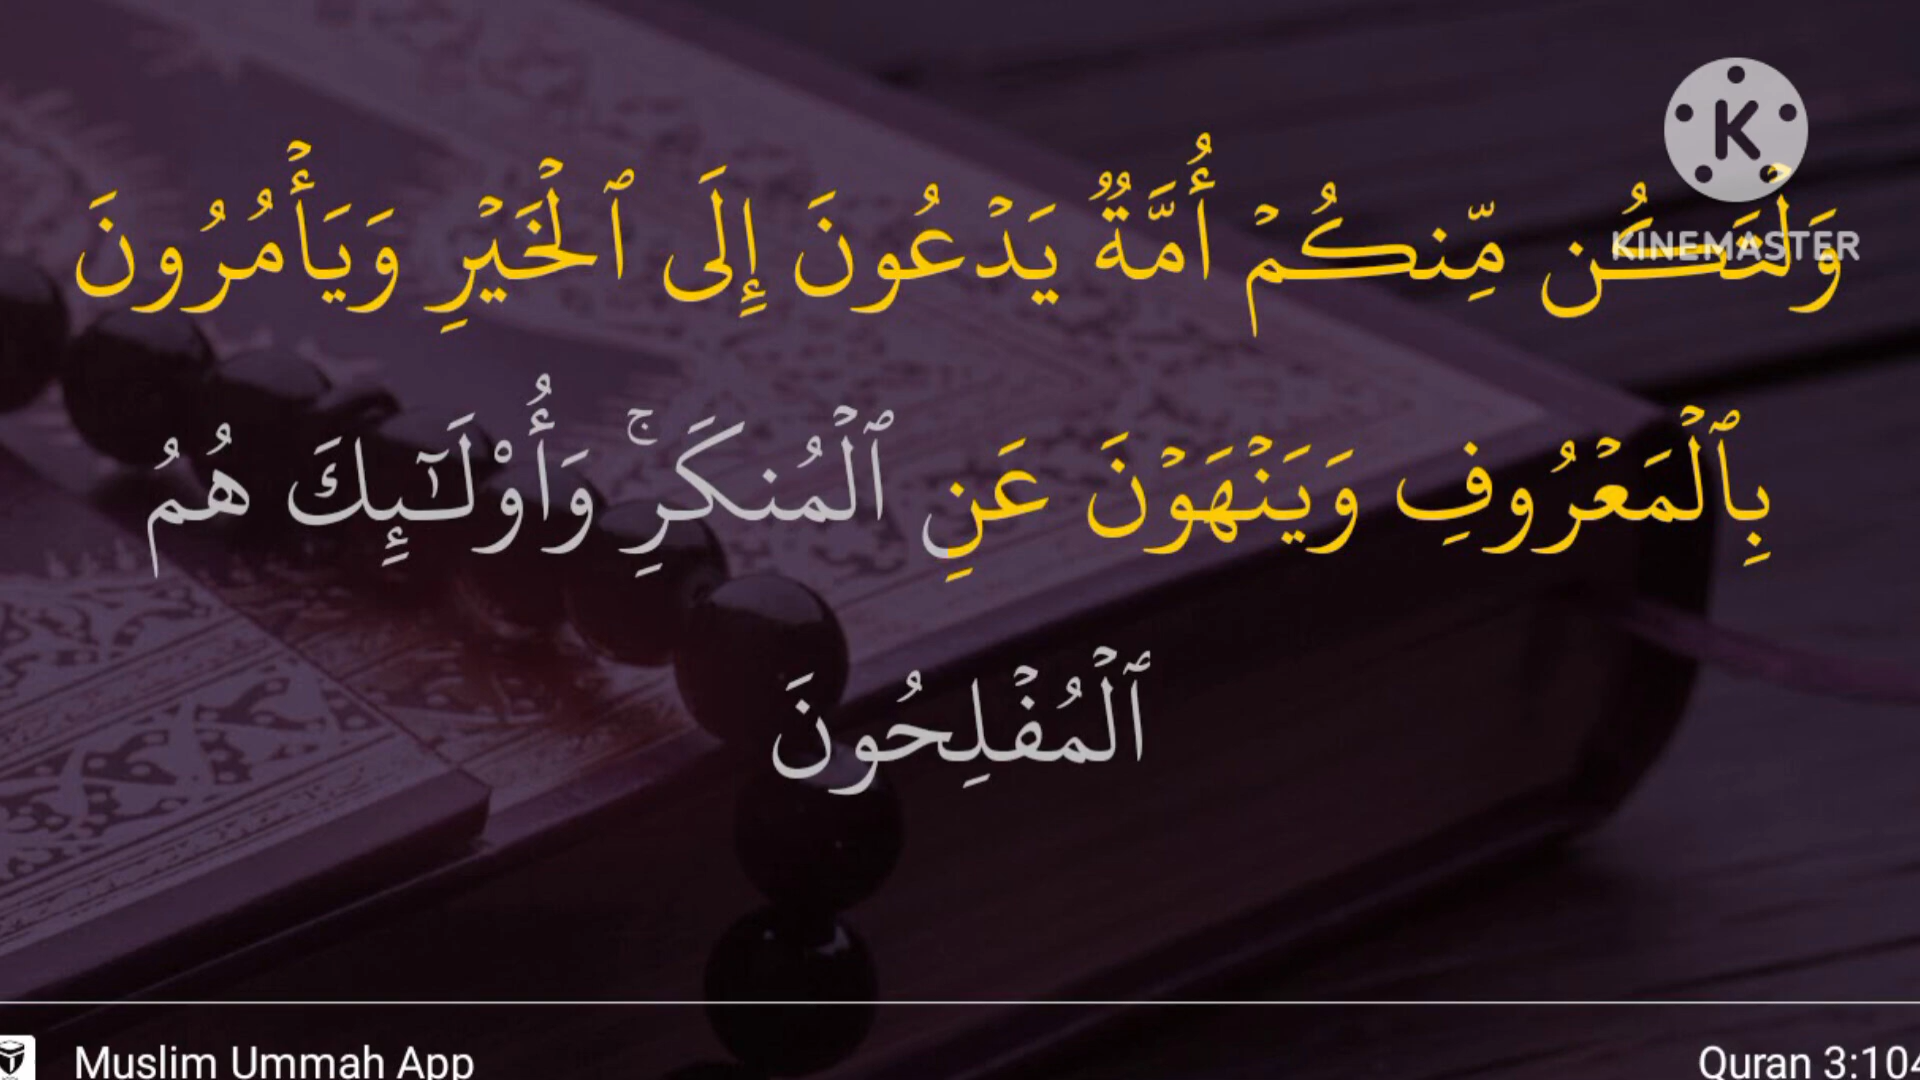 KINEMASTER
وَلۡتَكُن مِّنكُمۡ أُمَّةٌ يَدۡعُونَ إِلَى ٱلۡخَيۡرِ وَيَأۡمُرُونَ
بِٱلۡمَعۡرُوفِ وَيَنۡهَوۡنَ عَنِ ٱلۡمُنكَرِۚ وَأُوْلَـٰٓئِكَ هُمُ
ٱلۡمُفۡلِحُونَ
Muslim Ummah App
Quran 3:104